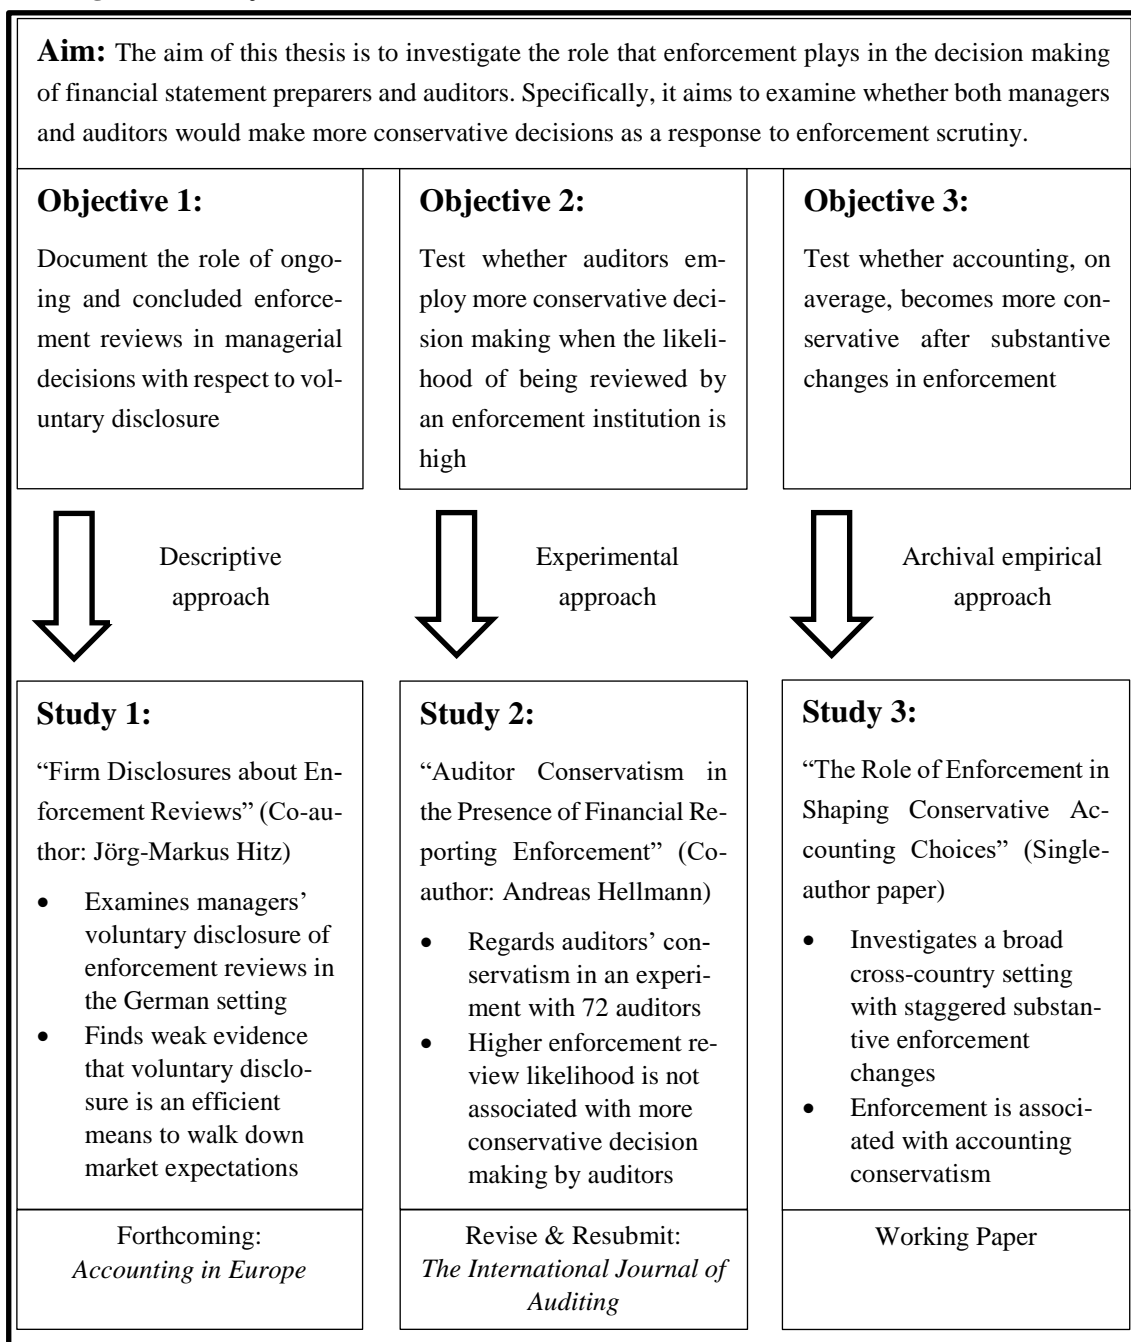 Aim: The aim of this thesis is to investigate the role that enforcement plays in the decision making
of financial statement preparers and auditors. Specifically, it aims to examine whether both managers
and auditors would make more conservative decisions as a response to enforcement scrutiny.
Objective 1:
Document the role of ongo-
ing and concluded enforce-
ment reviews in managerial
decisions with respect to vol-
untary disclosure
Objective 2:
Test whether auditors em-
ploy more conservative deci-
sion making when the likeli-
hood of being reviewed by
an enforcement institution is
high
Objective 3:
Test whether accounting, on
average, becomes more con-
servative after substantive
changes in enforcement
Descriptive
approach
Experimental
approach
Archival empirical
approach
Study 1:
“Firm Disclosures about En-
forcement Reviews” (Co-au-
thor: Jörg-Markus Hitz)
• Examines managers’
voluntary disclosure of
enforcement reviews in
the German setting
• Finds weak evidence
that voluntary disclo-
sure is an efficient
means to walk down
market expectations
Forthcoming:
Accounting in Europe
Study 2:
“Auditor Conservatism in
the Presence of Financial Re-
porting Enforcement” (Co-
author: Andreas Hellmann)
• Regards auditors’ con-
servatism in an experi-
ment with 72 auditors
• Higher enforcement re-
view likelihood is not
associated with more
conservative decision
making by auditors
Revise & Resubmit:
The International Journal of
Auditing
Study 3:
“The Role of Enforcement in
Shaping Conservative Ac-
counting Choices” (Single-
author paper)
• Investigates a broad
cross-country setting
with staggered substan-
tive enforcement
changes
• Enforcement is associ-
ated with accounting
conservatism
Working Paper